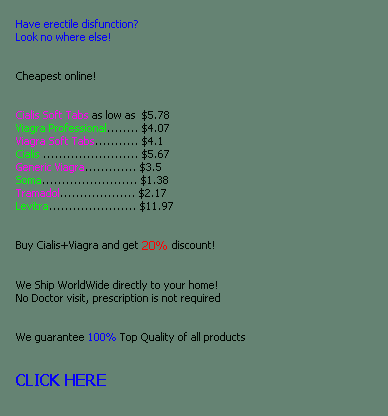 Have erectile disfunction?
Look no where else!
Cheapest online!
Cialis Soft Tabs as low as $5.78
Viagra Professional........ $4.07
Viagra Soft Tabs........... $4.1
Cialis ........................ $5.67
Generic Viagra............. $3.5
Soma........................ $1.38
Tramadol................... $2.17
Levitra...................... $11.97
Buy Cialis+Viagra and get 20% discount!
We Ship WorldWide directly to your home!
No Doctor visit, prescription is not required
We guarantee 100% Top Quality of all products
CLICK HERE